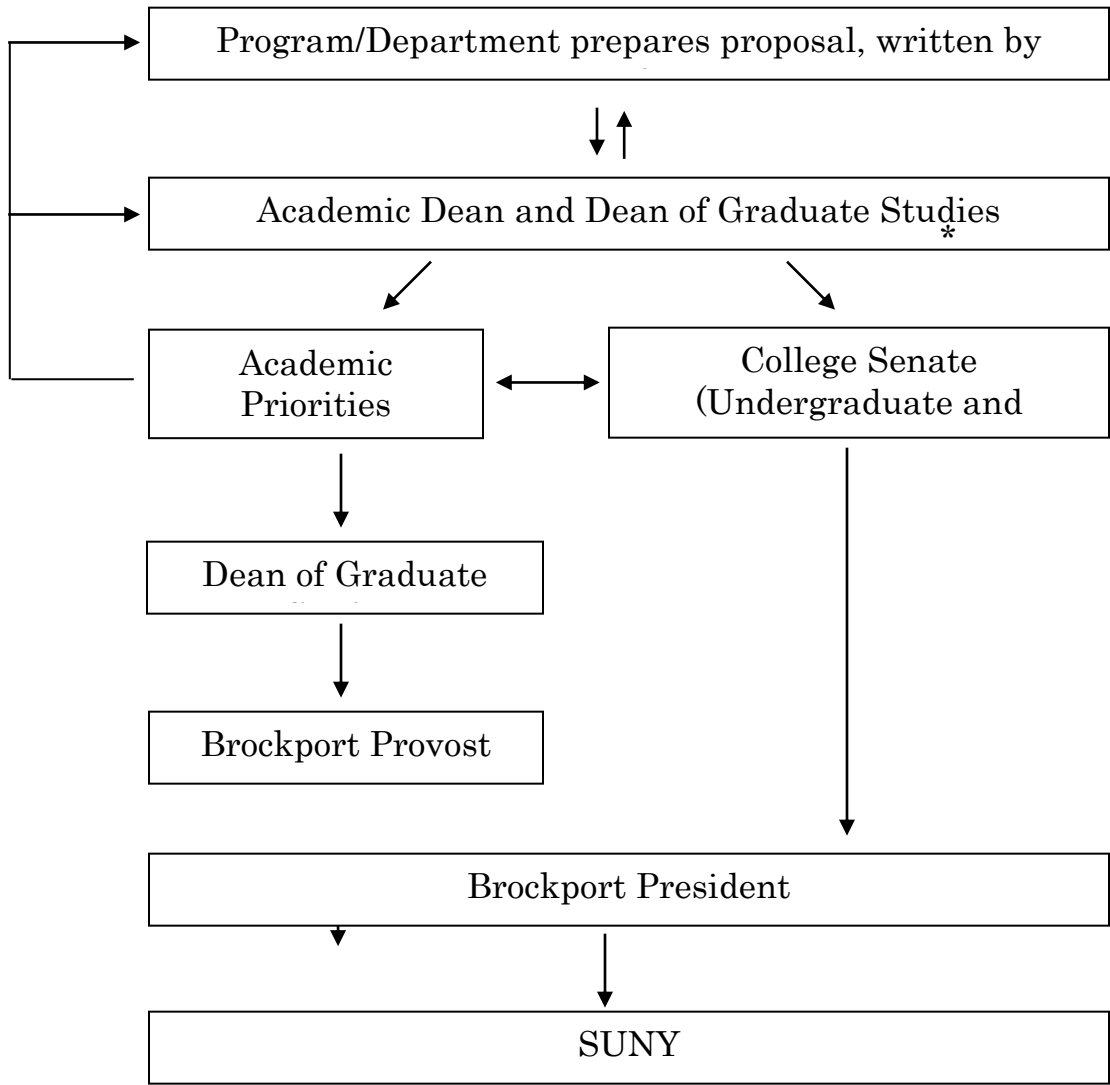 Program/Department prepares proposal, written by
Academic Dean and Dean of Graduate Studies
*
Academic
Priorities
College Senate
(Undergraduate and
Dean of Graduate
Brockport Provost
Brockport President
SUNY